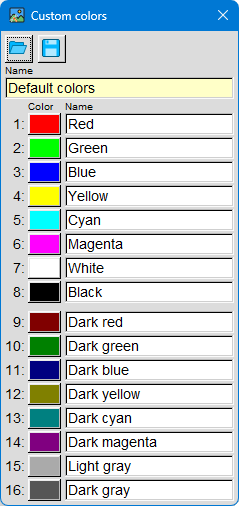 Custom colors
Name
Default colors
Color Name
1: Red
2: Green
3: Blue
4: Yellow
5: Cyan
6: Magenta
7: White
8: Black
9: Dark red
10: Dark green
11: Dark blue
12: Dark yellow
13: Dark cyan
14: Dark magenta
15: Light gray
16: Dark gray